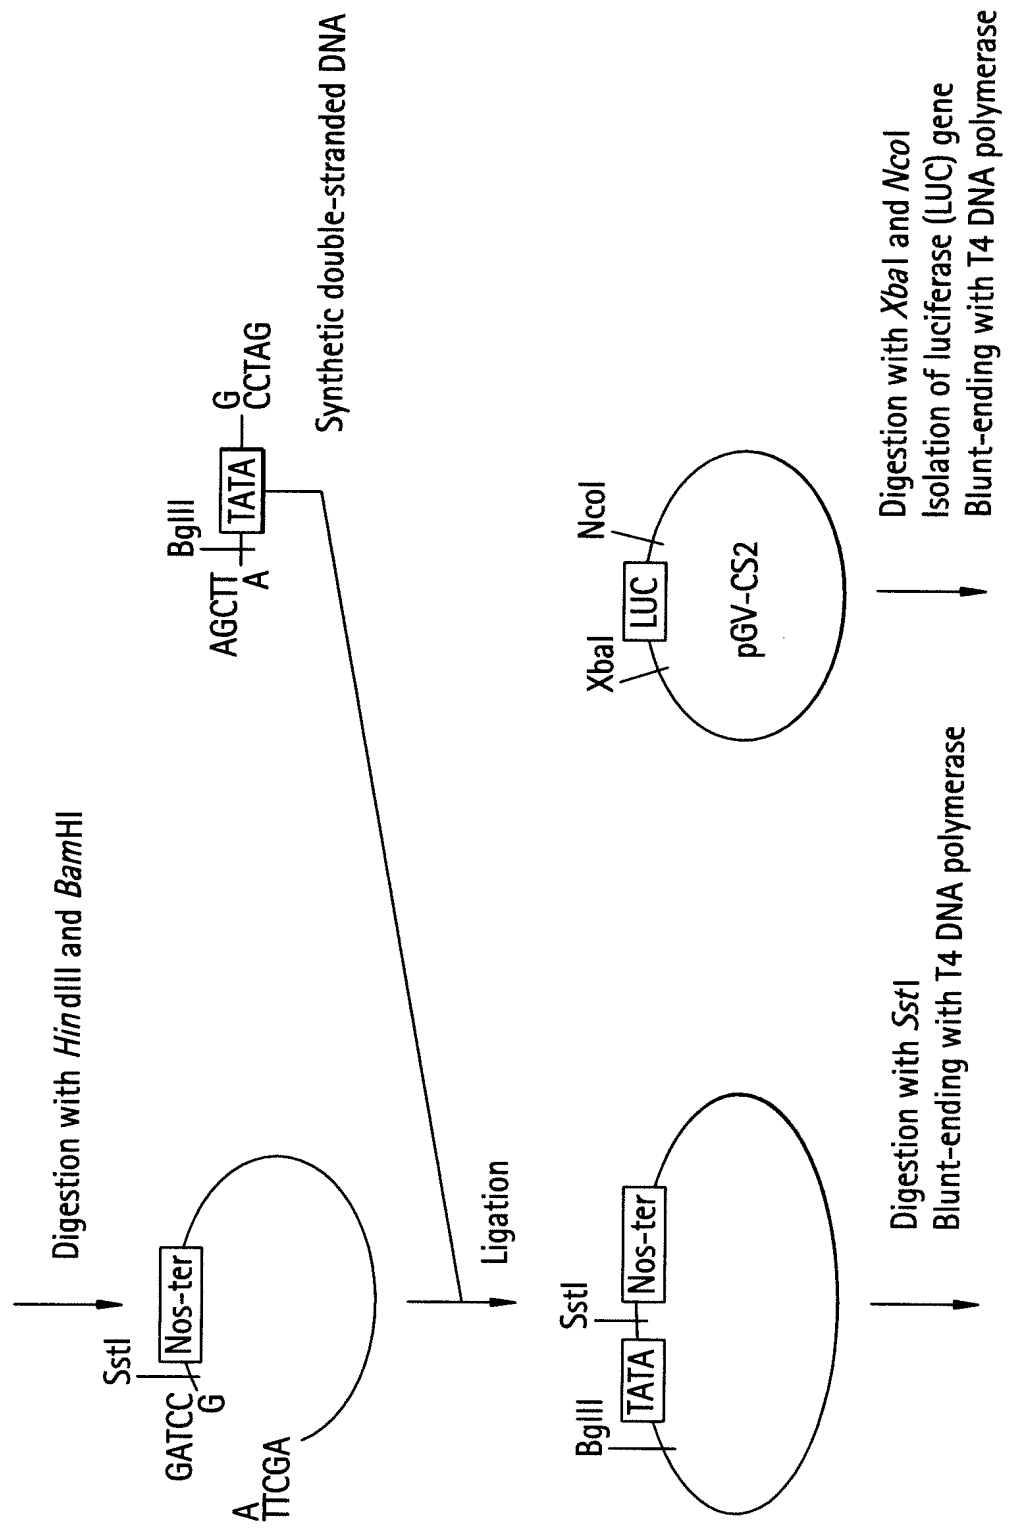 Digestion with HindIII and BamHI
SstI
GATCC
G
Nos-ter
A
TTCGA
BglII
AGCTT
A
TATA
G
CCTAG
Synthetic double-stranded DNA
Ligation
BglII
SstI
TATA
Nos-ter
XbaI
NcoI
LUC
pGV-CS2
Digestion with SstI
Blunt-ending with T4 DNA polymerase
Digestion with XbaI and NcoI
Isolation of luciferase (LUC) gene
Blunt-ending with T4 DNA polymerase